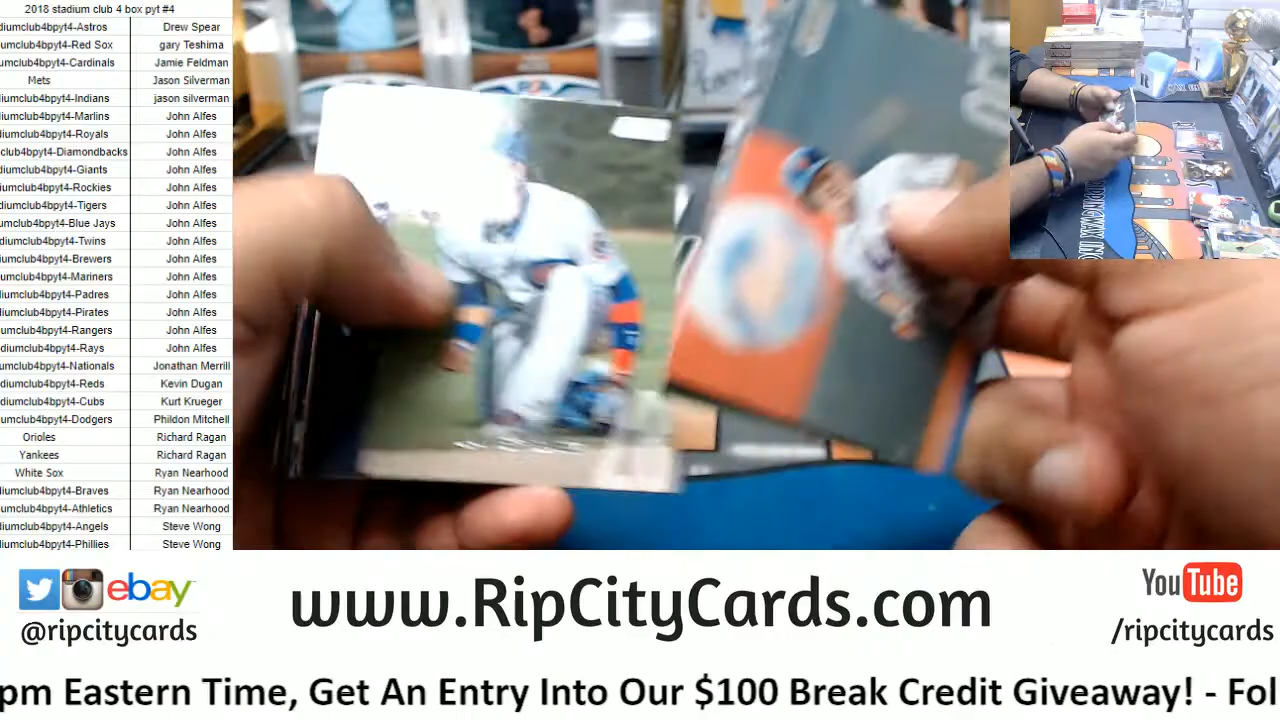 2018 stadium club 4 box pyt #4
diumclub4bpyt4-Astros Drew Spear
umclub4bpyt4-Red Sox gary Teshima
umclub4bpyt4-Cardinals Jamie Feldman
Mets Jason Silverman
diumclub4bpyt4-Indians jason silverman
diumclub4bpyt4-Marlins John Alfes
diumclub4bpyt4-Royals John Alfes
club4bpyt4-Diamondbacks John Alfes
diumclub4bpyt4-Giants John Alfes
diumclub4bpyt4-Rockies John Alfes
diumclub4bpyt4-Tigers John Alfes
umclub4bpyt4-Blue Jays John Alfes
diumclub4bpyt4-Twins John Alfes
iumclub4bpyt4-Brewers John Alfes
iumclub4bpyt4-Mariners John Alfes
diumclub4bpyt4-Padres John Alfes
diumclub4bpyt4-Pirates John Alfes
iumclub4bpyt4-Rangers John Alfes
diumclub4bpyt4-Rays John Alfes
umclub4bpyt4-Nationals Jonathan Merrill
diumclub4bpyt4-Reds Kevin Dugan
diumclub4bpyt4-Cubs Kurt Krueger
iumclub4bpyt4-Dodgers Phildon Mitchell
Orioles Richard Ragan
Yankees Richard Ragan
White Sox Ryan Nearhood
diumclub4bpyt4-Braves Ryan Nearhood
iumclub4bpyt4-Athletics Ryan Nearhood
diumclub4bpyt4-Angels Steve Wong
diumclub4bpyt4-Phillies Steve Wong
ebay
@ripcitycards
www.RipCityCards.com
YouTube
/ripcitycards
pm Eastern Time, Get An Entry Into Our $100 Break Credit Giveaway! - Fol